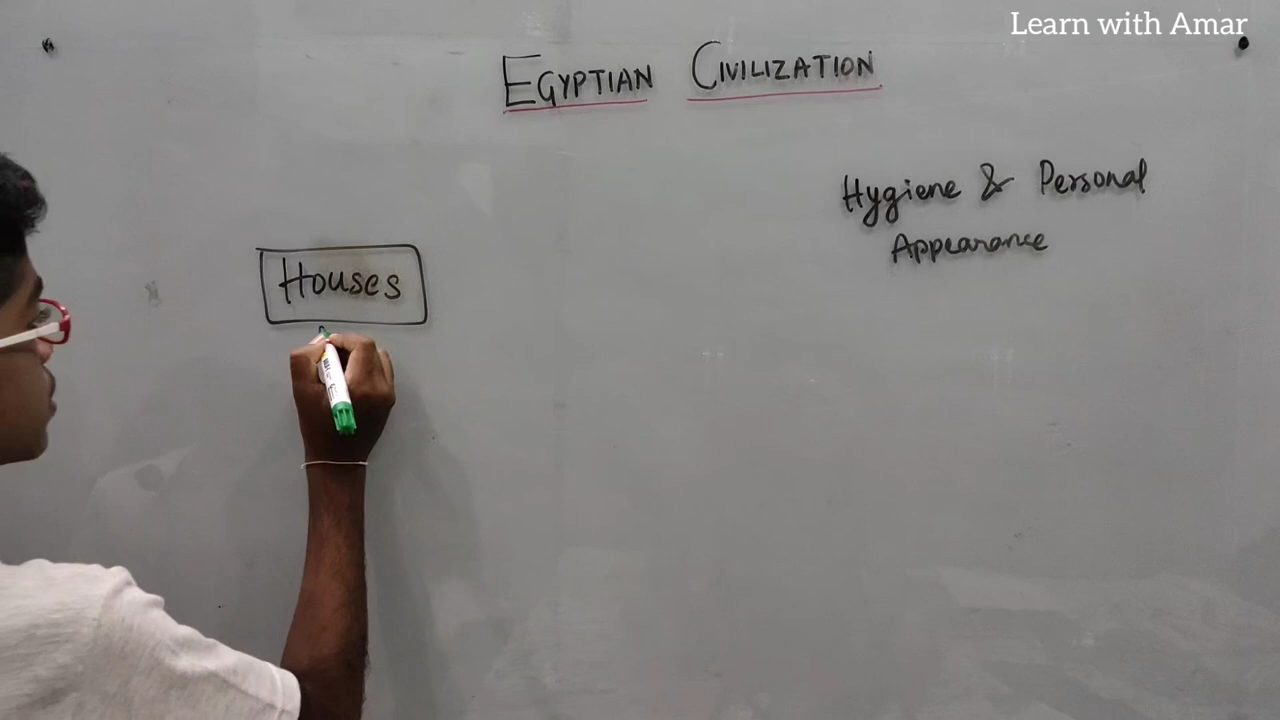 Learn with Amar
EGYPTIAN CIVILIZATION
Hygiene & Personal
Appearance
Houses